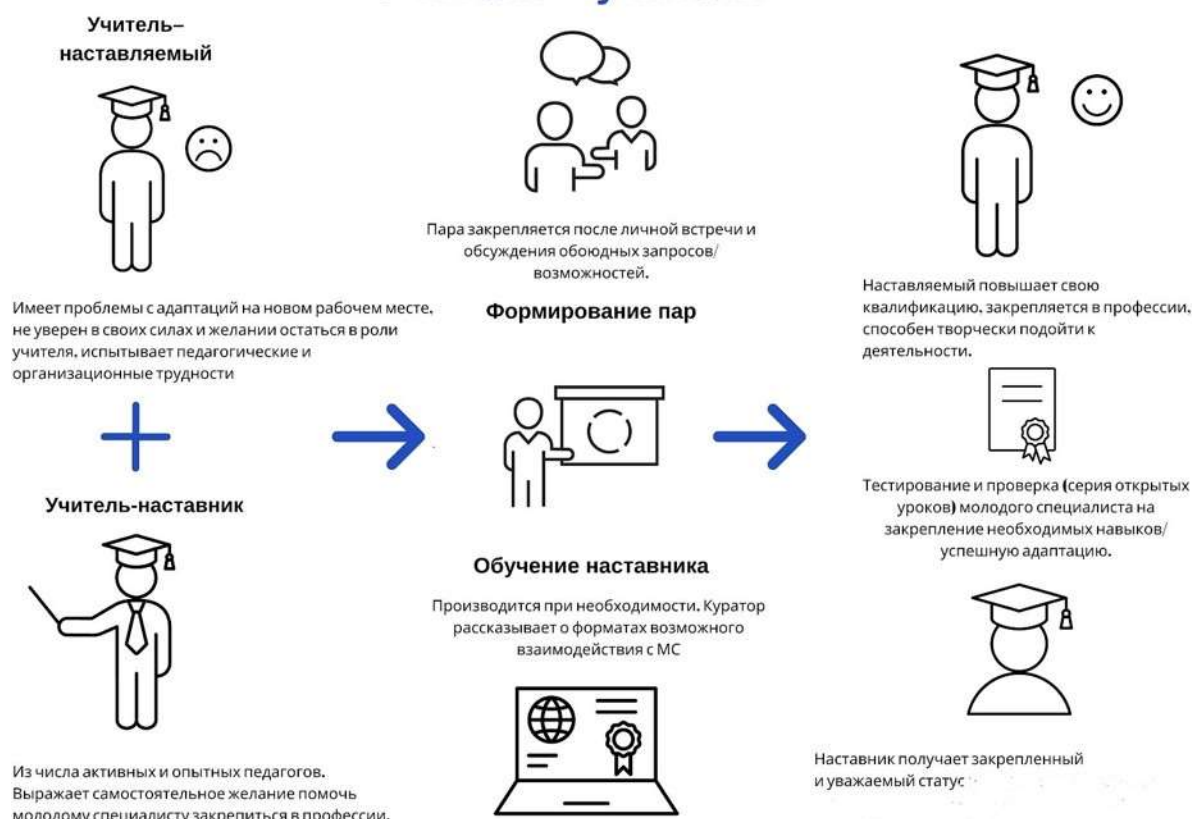 Учитель–
наставляемый
Имеет проблемы с адаптаций на новом рабочем месте,
не уверен в своих силах и желании остаться в роли
учителя, испытывает педагогические и
организационные трудности
Учитель-наставник
Из числа активных и опытных педагогов.
Выражает самостоятельное желание помочь
молодому специалисту закрепиться в профессии.
Пара закрепляется после личной встречи и
обсуждения обоюдных запросов/
возможностей.
Формирование пар
Обучение наставника
Производится при необходимости. Куратор
рассказывает о форматах возможного
взаимодействия с МС
Наставляемый повышает свою
квалификацию, закрепляется в профессии,
способен творчески подойти к
деятельности.
Тестирование и проверка (серия открытых
уроков) молодого специалиста на
закрепление необходимых навыков/
успешную адаптацию.
Наставник получает закрепленный
и уважаемый статус